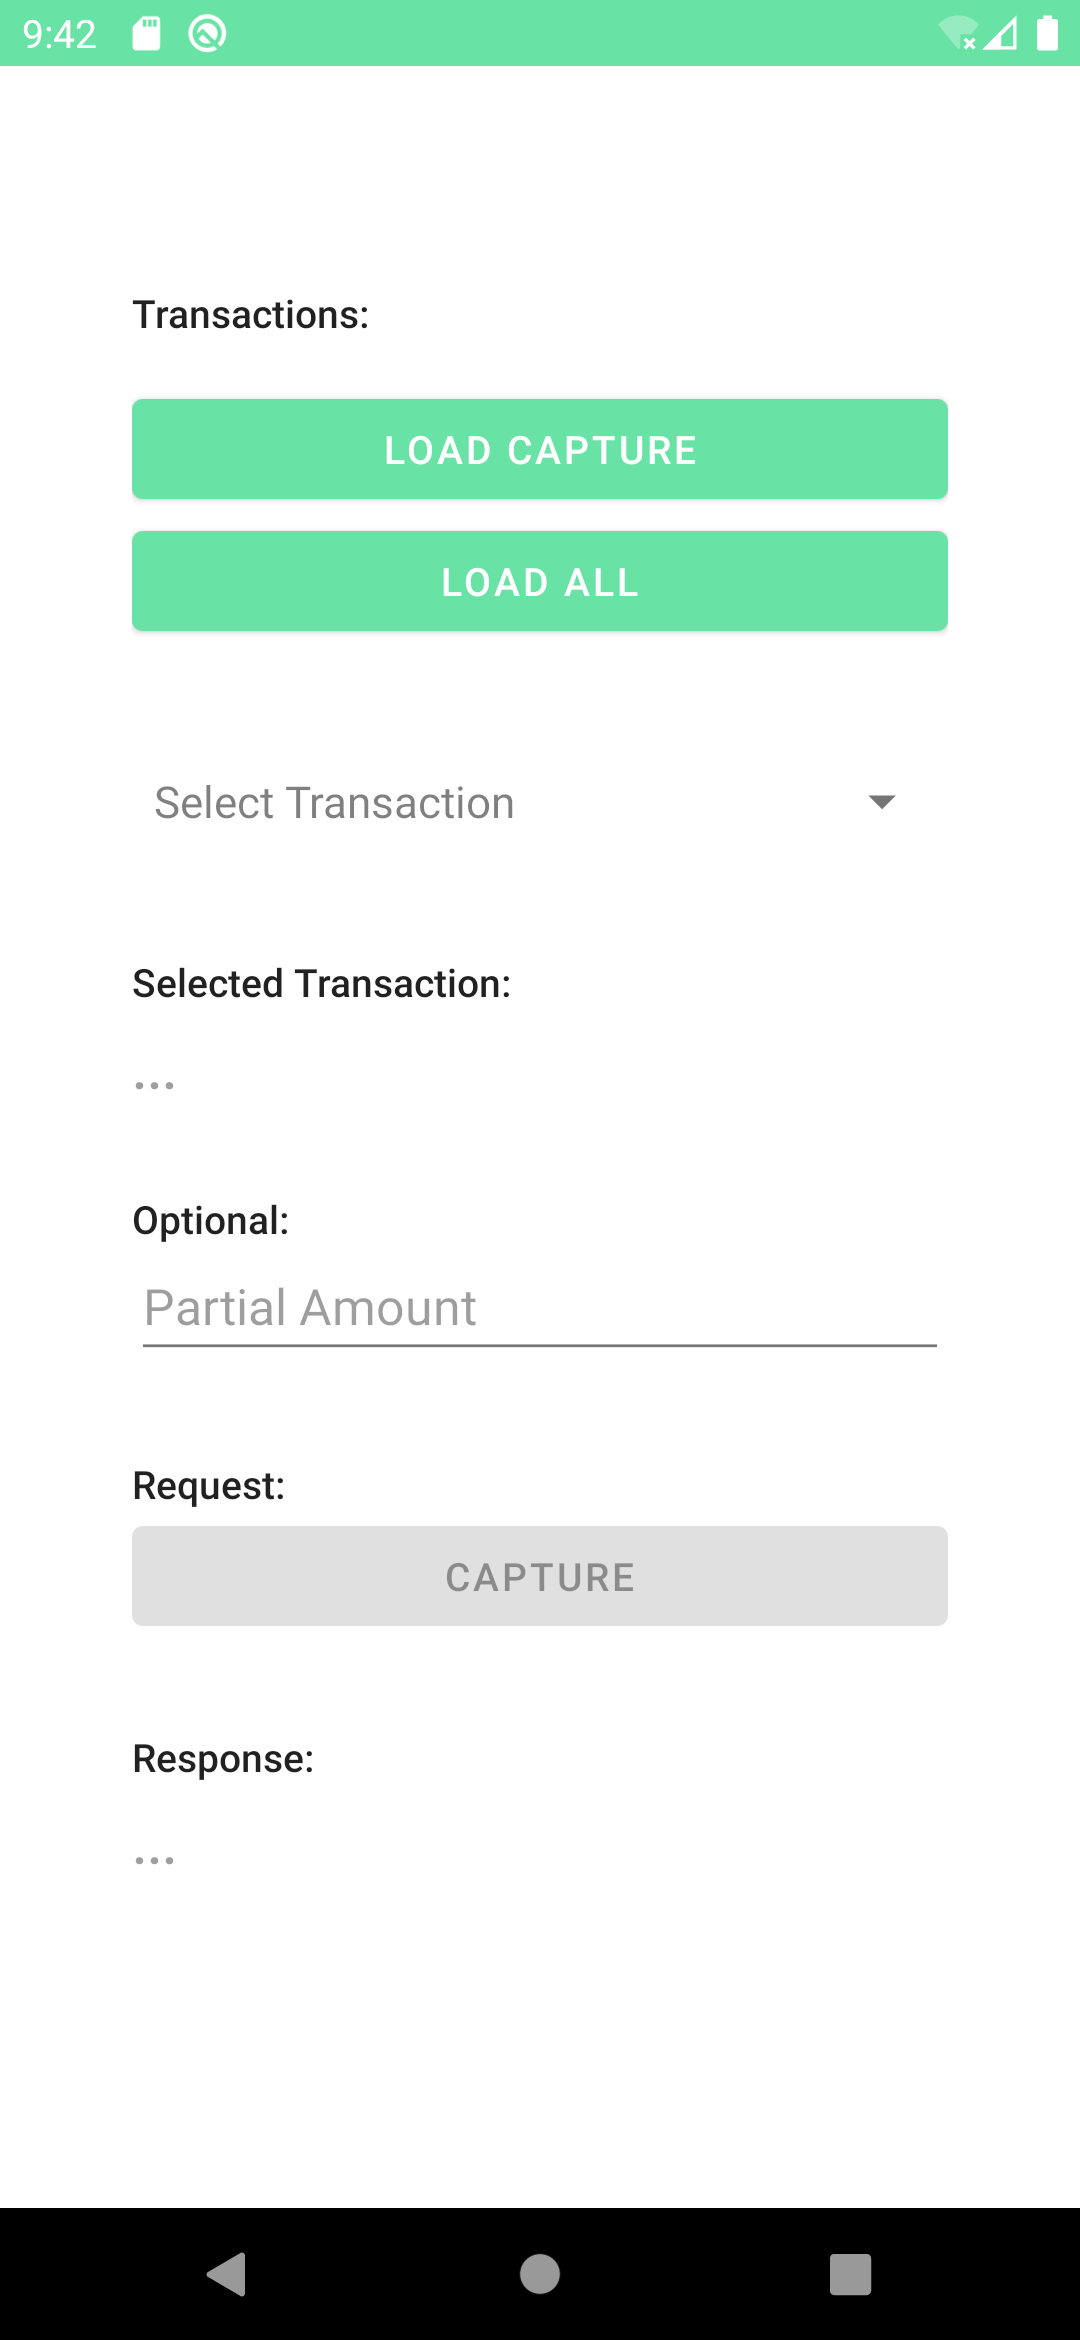 9:42
Transactions:
LOAD CAPTURE
LOAD ALL
Select Transaction
Selected Transaction:
...
Optional:
Partial Amount
Request:
CAPTURE
Response:
...